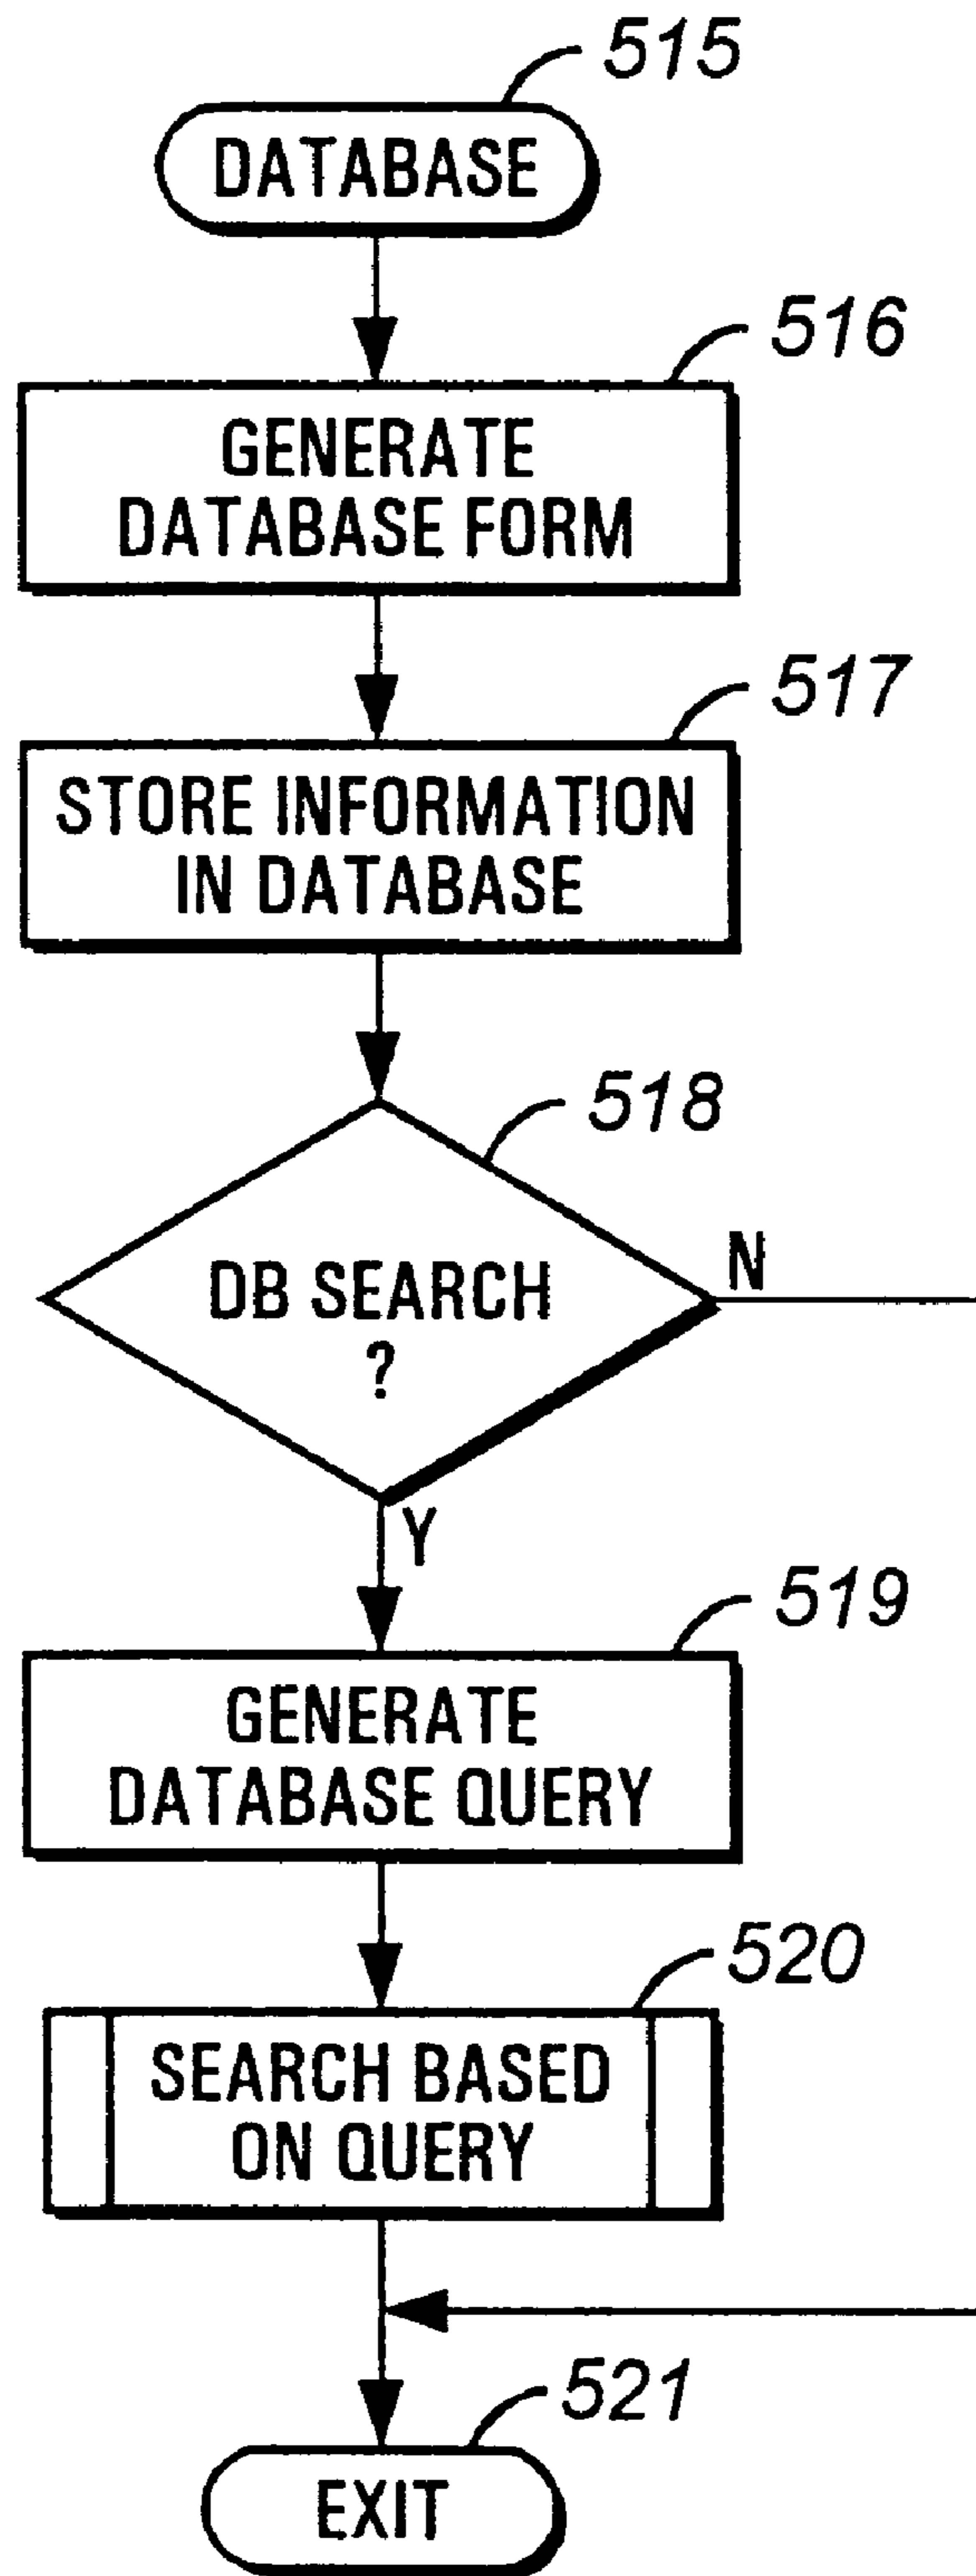 515
DATABASE
516
GENERATE
DATABASE FORM
517
STORE INFORMATION
IN DATABASE
518
DB SEARCH
?
N
Y
519
GENERATE
DATABASE QUERY
520
SEARCH BASED
ON QUERY
521
EXIT